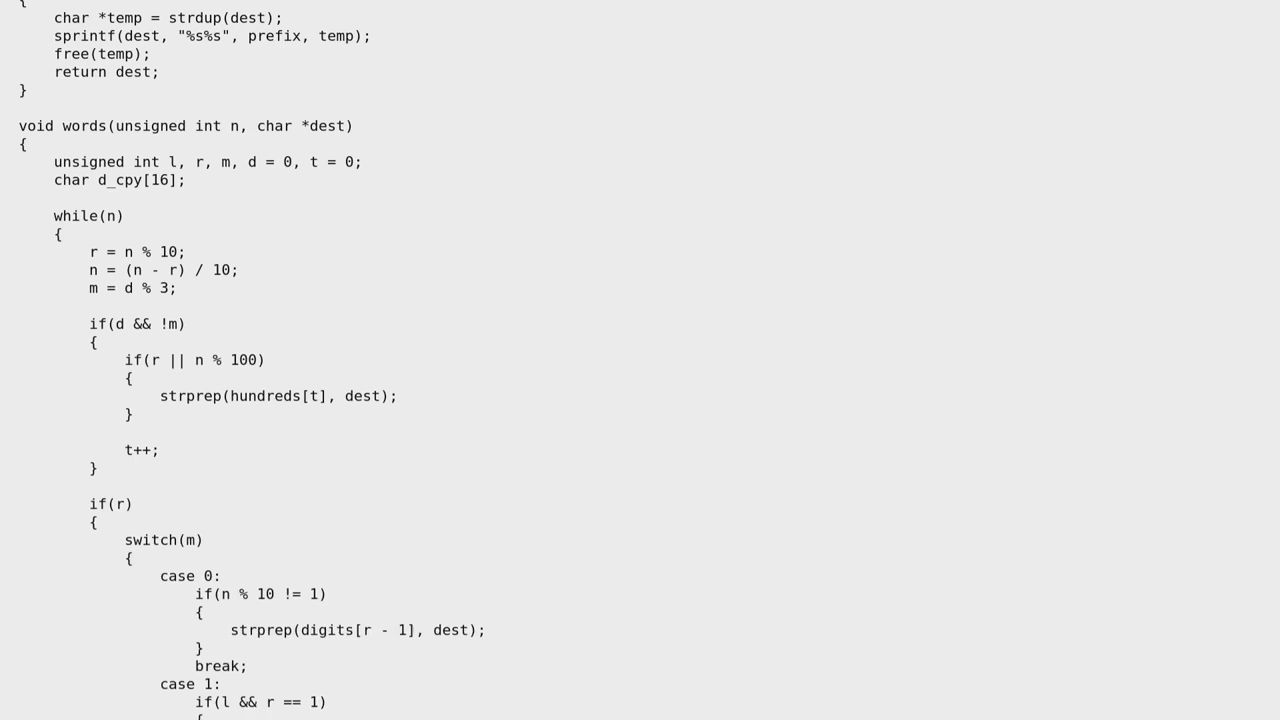 {
    char *temp = strdup(dest);
    sprintf(dest, "%s%s", prefix, temp);
    free(temp);
    return dest;
}

void words(unsigned int n, char *dest)
{
    unsigned int l, r, m, d = 0, t = 0;
    char d_cpy[16];

    while(n)
    {
        r = n % 10;
        n = (n - r) / 10;
        m = d % 3;

        if(d && !m)
        {
            if(r || n % 100)
            {
                strprep(hundreds[t], dest);
            }

            t++;
        }

        if(r)
        {
            switch(m)
            {
                case 0:
                    if(n % 10 != 1)
                    {
                        strprep(digits[r - 1], dest);
                    }
                    break;
                case 1:
                    if(l && r == 1)
                    {